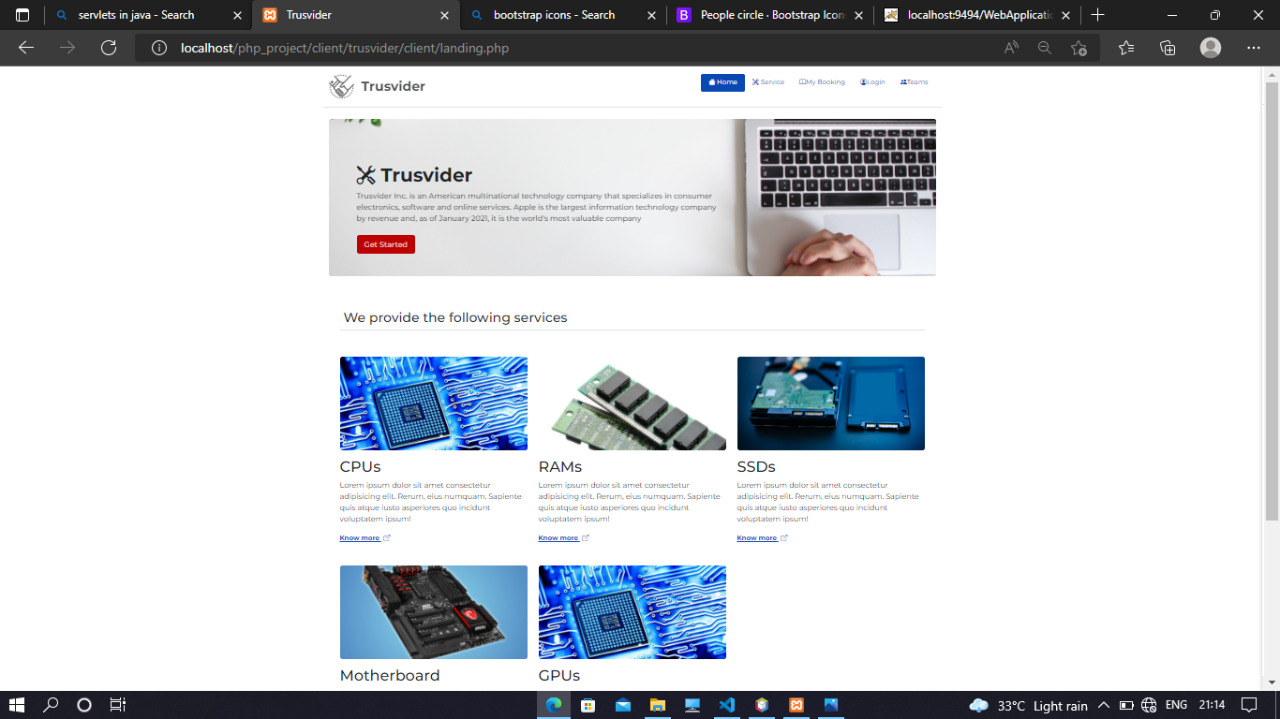 servlets in java - Search
Trusvider
bootstrap icons - Search
People circle · Bootstrap Icon
localhost:9494/WebApplicatio
localhost/php_project/client/trusvider/client/landing.php
Trusvider
Home
Service
My Booking
Login
Teams
Trusvider
Trusvider Inc. is an American multinational technology company that specializes in consumer
electronics, software and online services. Apple is the largest information technology company
by revenue and, as of January 2021, it is the world's most valuable company
Get Started
We provide the following services
CPUs
Lorem ipsum dolor sit amet consectetur
adipisicing elit. Rerum, eius numquam. Sapiente
quis atque iusto asperiores quo incidunt
voluptatem ipsum!
Know more
RAMs
Lorem ipsum dolor sit amet consectetur
adipisicing elit. Rerum, eius numquam. Sapiente
quis atque iusto asperiores quo incidunt
voluptatem ipsum!
Know more
SSDs
Lorem ipsum dolor sit amet consectetur
adipisicing elit. Rerum, eius numquam. Sapiente
quis atque iusto asperiores quo incidunt
voluptatem ipsum!
Know more
Motherboard
GPUs
33°C Light rain
ENG
21:14